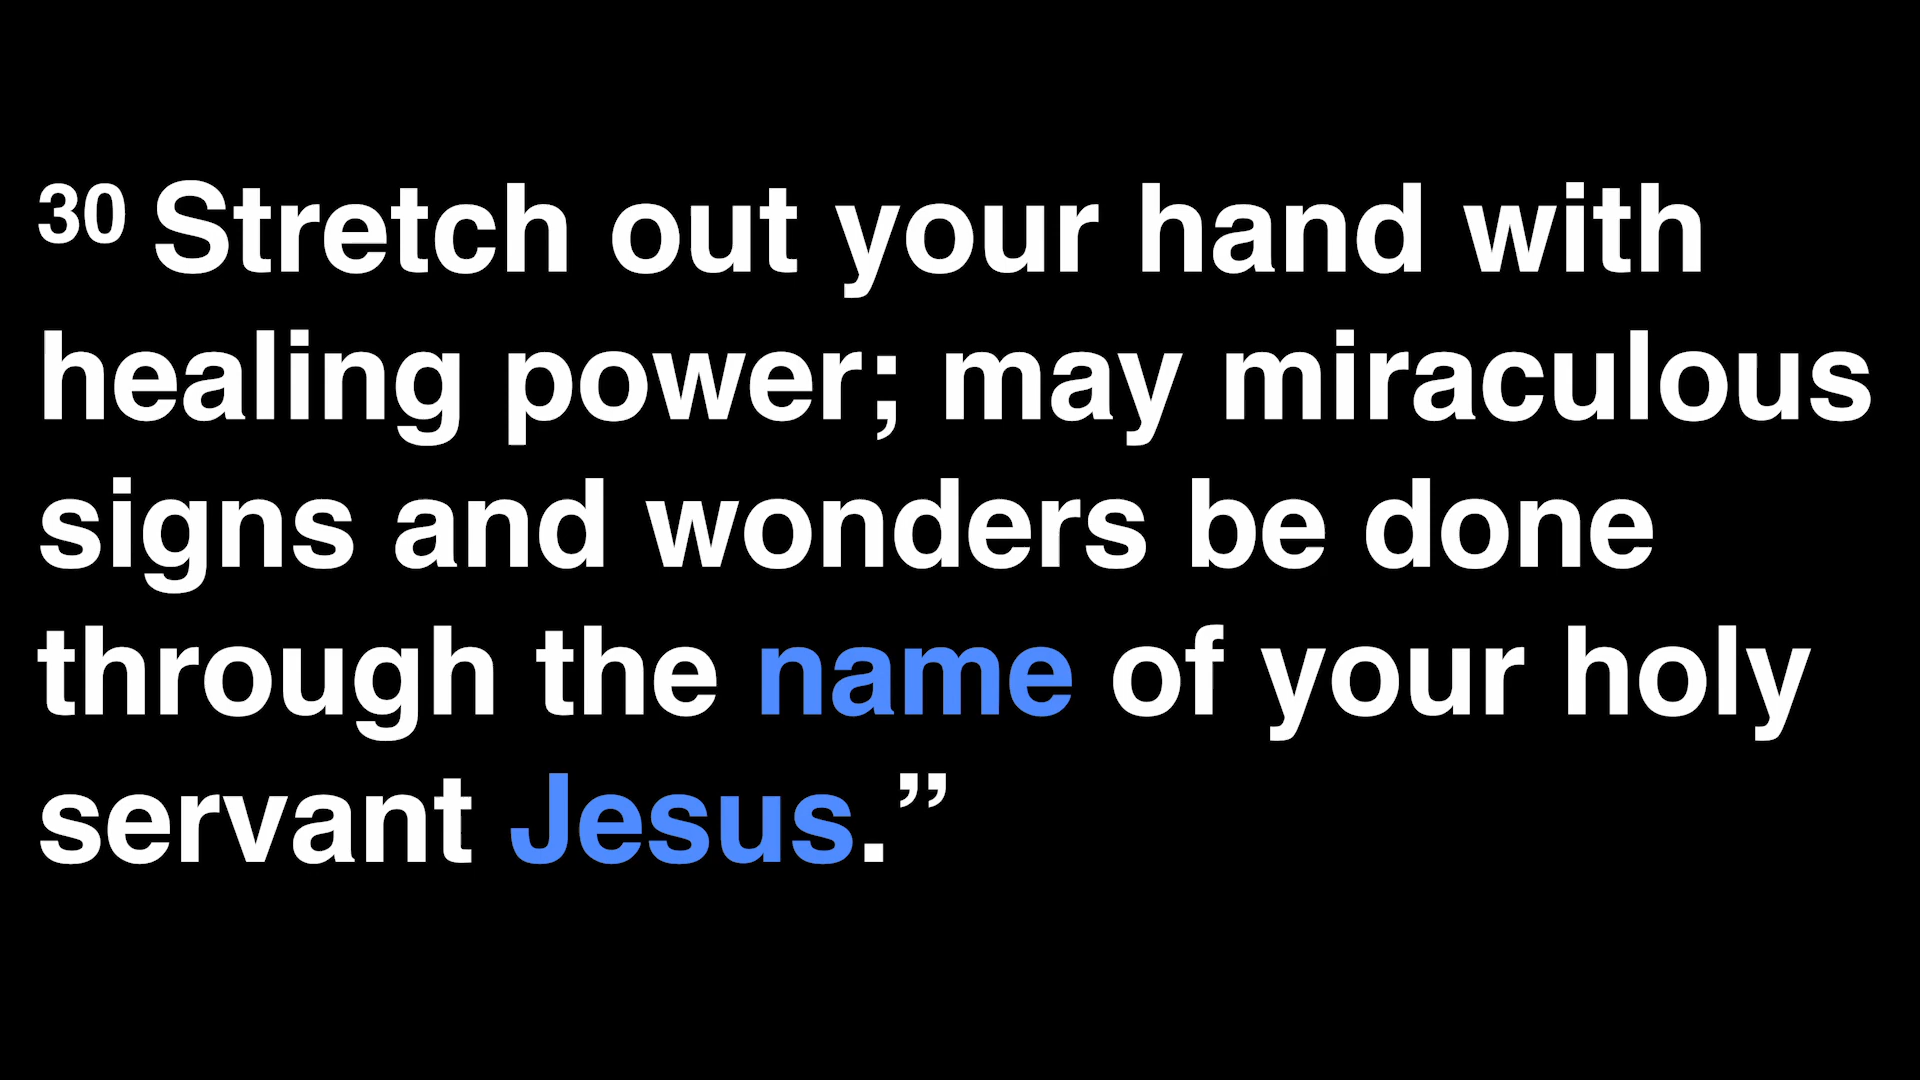 30 Stretch out your hand with
healing power; may miraculous
signs and wonders be done
through the name of your holy
servant Jesus.”